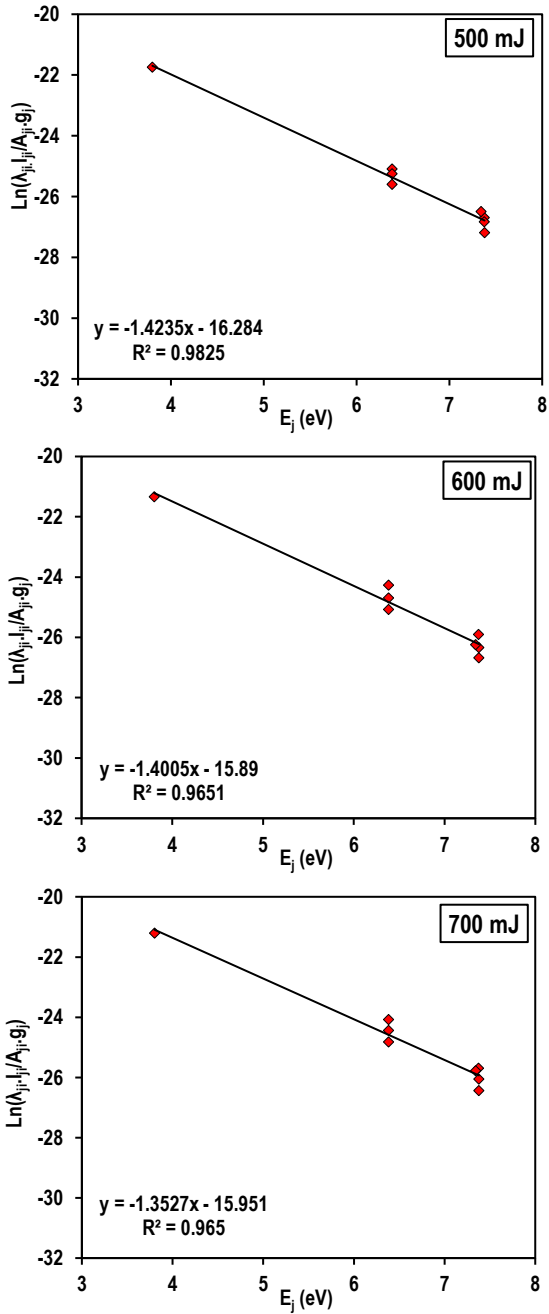 500 mJ
-20
-22
-24
-26
-28
-30
-32
Ln(λji.Iji/Aji.gj)
y = -1.4235x - 16.284
R² = 0.9825
3 4 5 6 7 8
Ej (eV)
600 mJ
-20
-22
-24
-26
-28
-30
-32
Ln(λji.Iji/Aji.gj)
y = -1.4005x - 15.89
R² = 0.9651
3 4 5 6 7 8
Ej (eV)
700 mJ
-20
-22
-24
-26
-28
-30
-32
Ln(λji.Iji/Aji.gj)
y = -1.3527x - 15.951
R² = 0.965
3 4 5 6 7 8
Ej (eV)